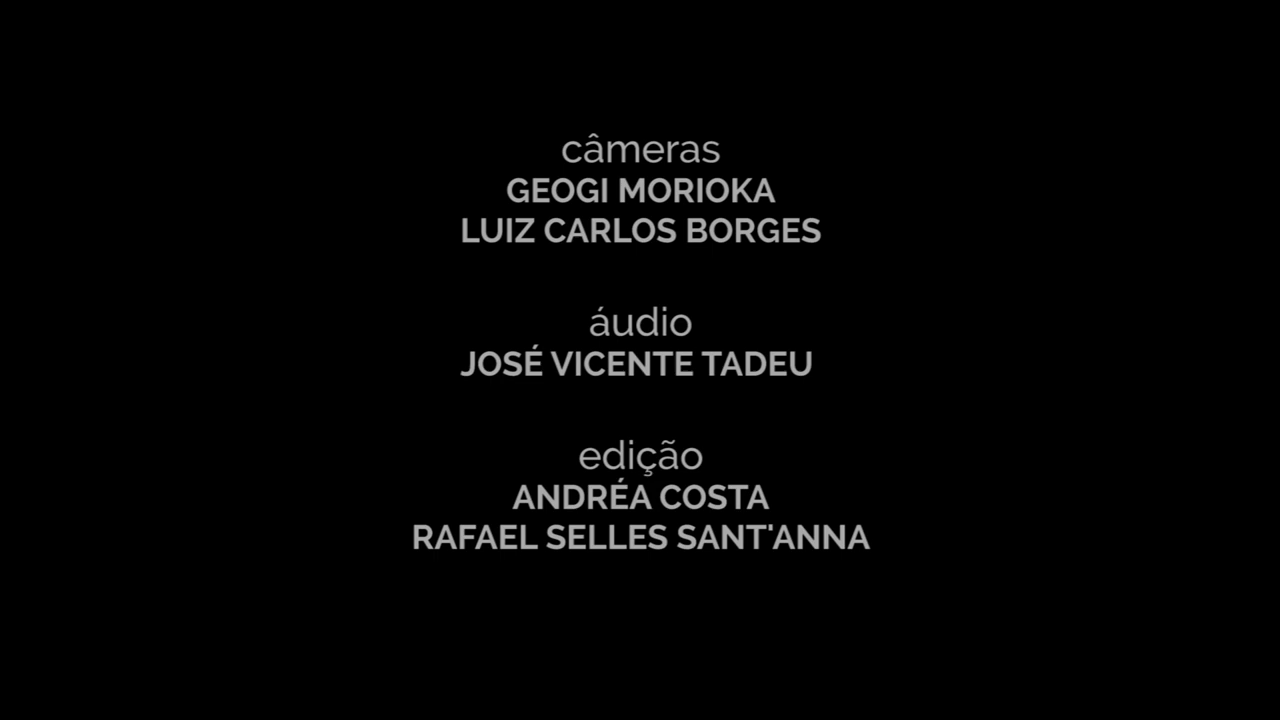 câmeras
GEOGI MORIOKA
LUIZ CARLOS BORGES
áudio
JOSÉ VICENTE TADEU
edição
ANDRÉA COSTA
RAFAEL SELLES SANT'ANNA